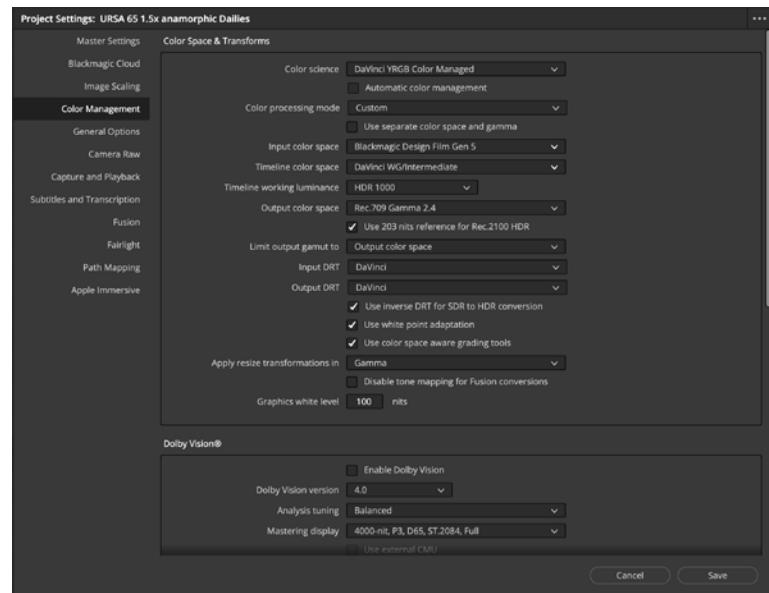 Project Settings: URSA 65 1.5x anamorphic Dailies
Master Settings
Blackmagic Cloud
Image Scaling
Color Management
General Options
Camera Raw
Capture and Playback
Subtitles and Transcription
Fusion
Fairlight
Path Mapping
Apple Immersive
Color Space & Transforms
Color science DaVinci YRGB Color Managed
Automatic color management
Color processing mode Custom
Use separate color space and gamma
Input color space Blackmagic Design Film Gen 5
Timeline color space DaVinci WG/Intermediate
Timeline working luminance HDR 1000
Output color space Rec.709 Gamma 2.4
Use 203 nits reference for Rec.2100 HDR
Limit output gamut to Output color space
Input DRT DaVinci
Output DRT DaVinci
Use inverse DRT for SDR to HDR conversion
Use white point adaptation
Use color space aware grading tools
Apply resize transformations in Gamma
Disable tone mapping for Fusion conversions
Graphics white level 100 nits
Dolby Vision®
Enable Dolby Vision
Dolby Vision version 4.0
Analysis tuning Balanced
Mastering display 4000-nit, P3, D65, ST.2084, Full
Use external CMU
Cancel Save